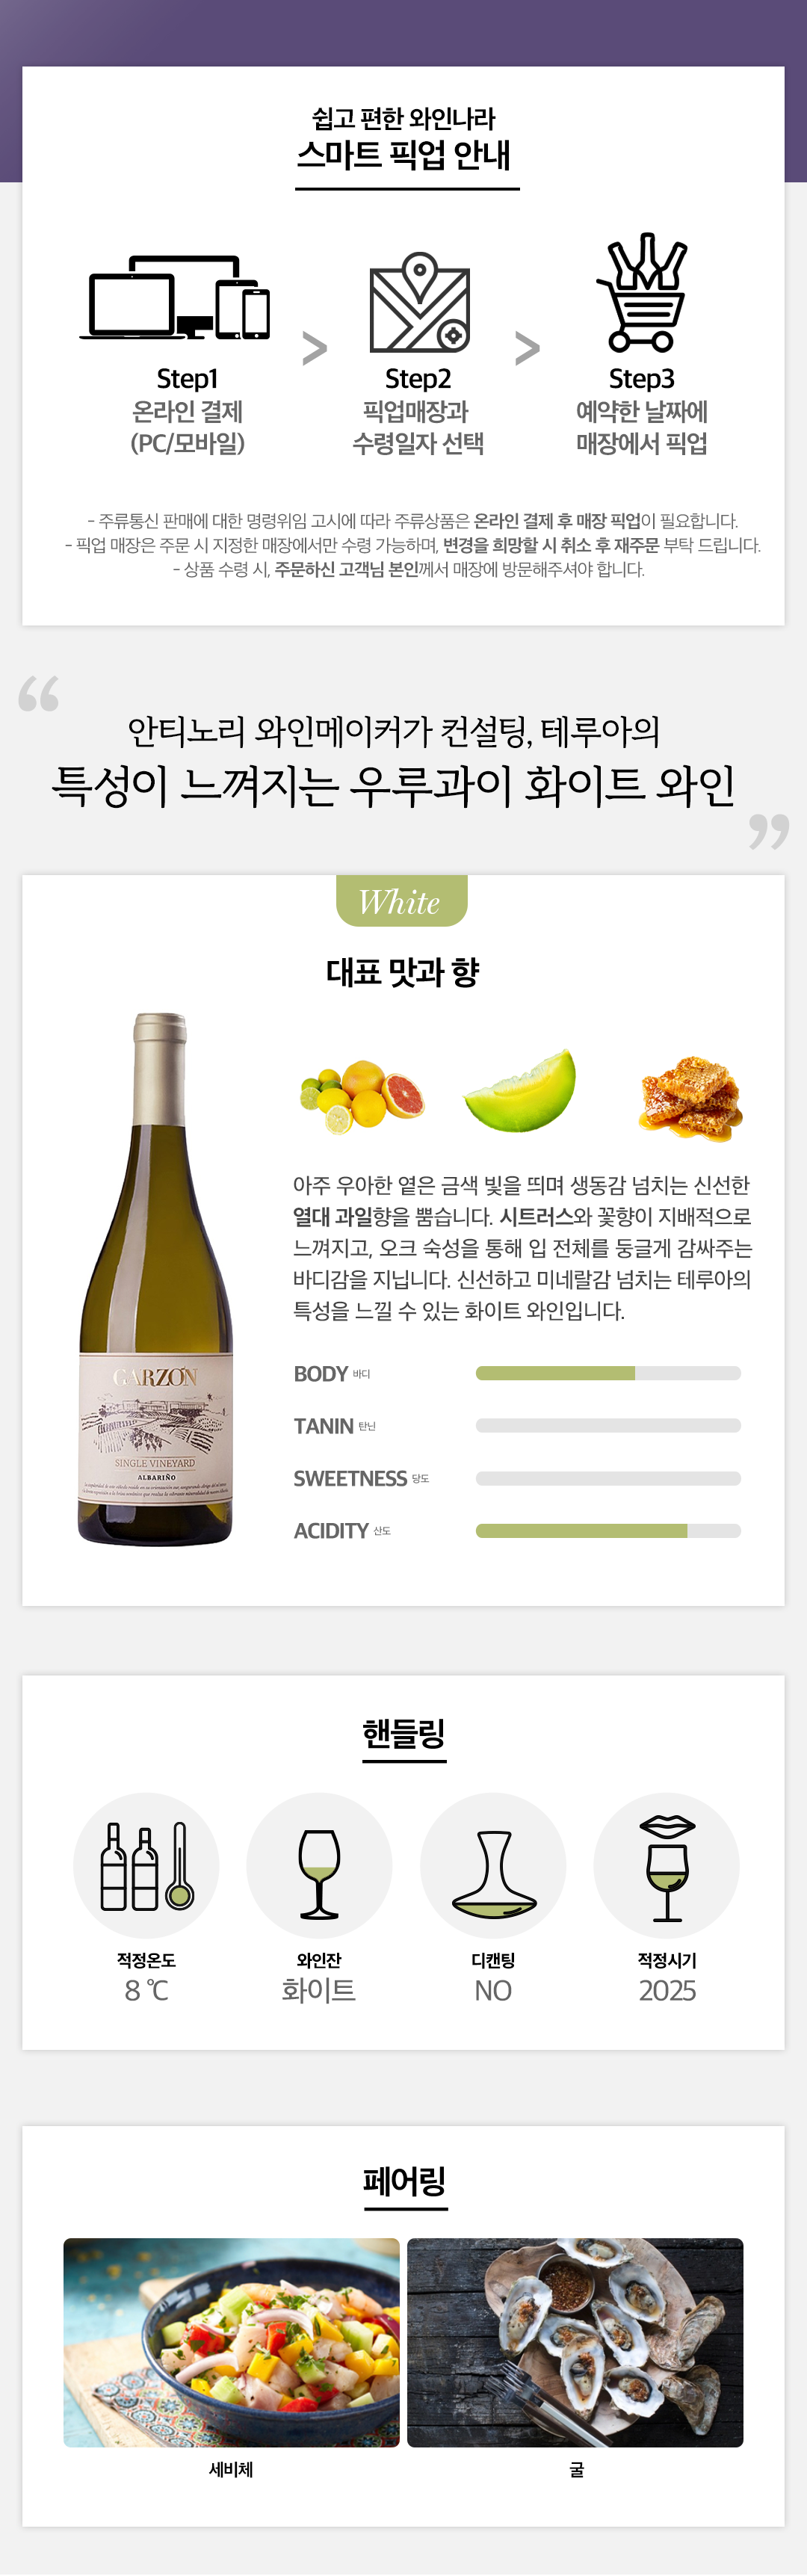 쉽고 편한 와인나라
스마트 픽업 안내
Step1
온라인 결제
(PC/모바일)
>
Step2
픽업매장과
수령일자 선택
>
Step3
예약한 날짜에
매장에서 픽업
- 주류통신 판매에 대한 명령위임 고시에 따라 주류상품은 온라인 결제 후 매장 픽업이 필요합니다.
- 픽업 매장은 주문 시 지정한 매장에서만 수령 가능하며, 변경을 희망할 시 취소 후 재주문 부탁 드립니다.
- 상품 수령 시, 주문하신 고객님 본인께서 매장에 방문해주셔야 합니다.
“
안티노리 와인메이커가 컨설팅, 테루아의
특성이 느껴지는 우루과이 화이트 와인
”
White
대표 맛과 향
아주 우아한 옅은 금색 빛을 띄며 생동감 넘치는 신선한
열대 과일향을 뿜습니다. 시트러스와 꽃향이 지배적으로
느껴지고, 오크 숙성을 통해 입 전체를 둥글게 감싸주는
바디감을 지닙니다. 신선하고 미네랄감 넘치는 테루아의
특성을 느낄 수 있는 화이트 와인입니다.
GARZÓN
SINGLE VINEYARD
ALBARIÑO
BODY 바디
TANIN 탄닌
SWEETNESS 당도
ACIDITY 산도
핸들링
적정온도
8 ℃
와인잔
화이트
디캔팅
NO
적정시기
2025
페어링
세비체
굴